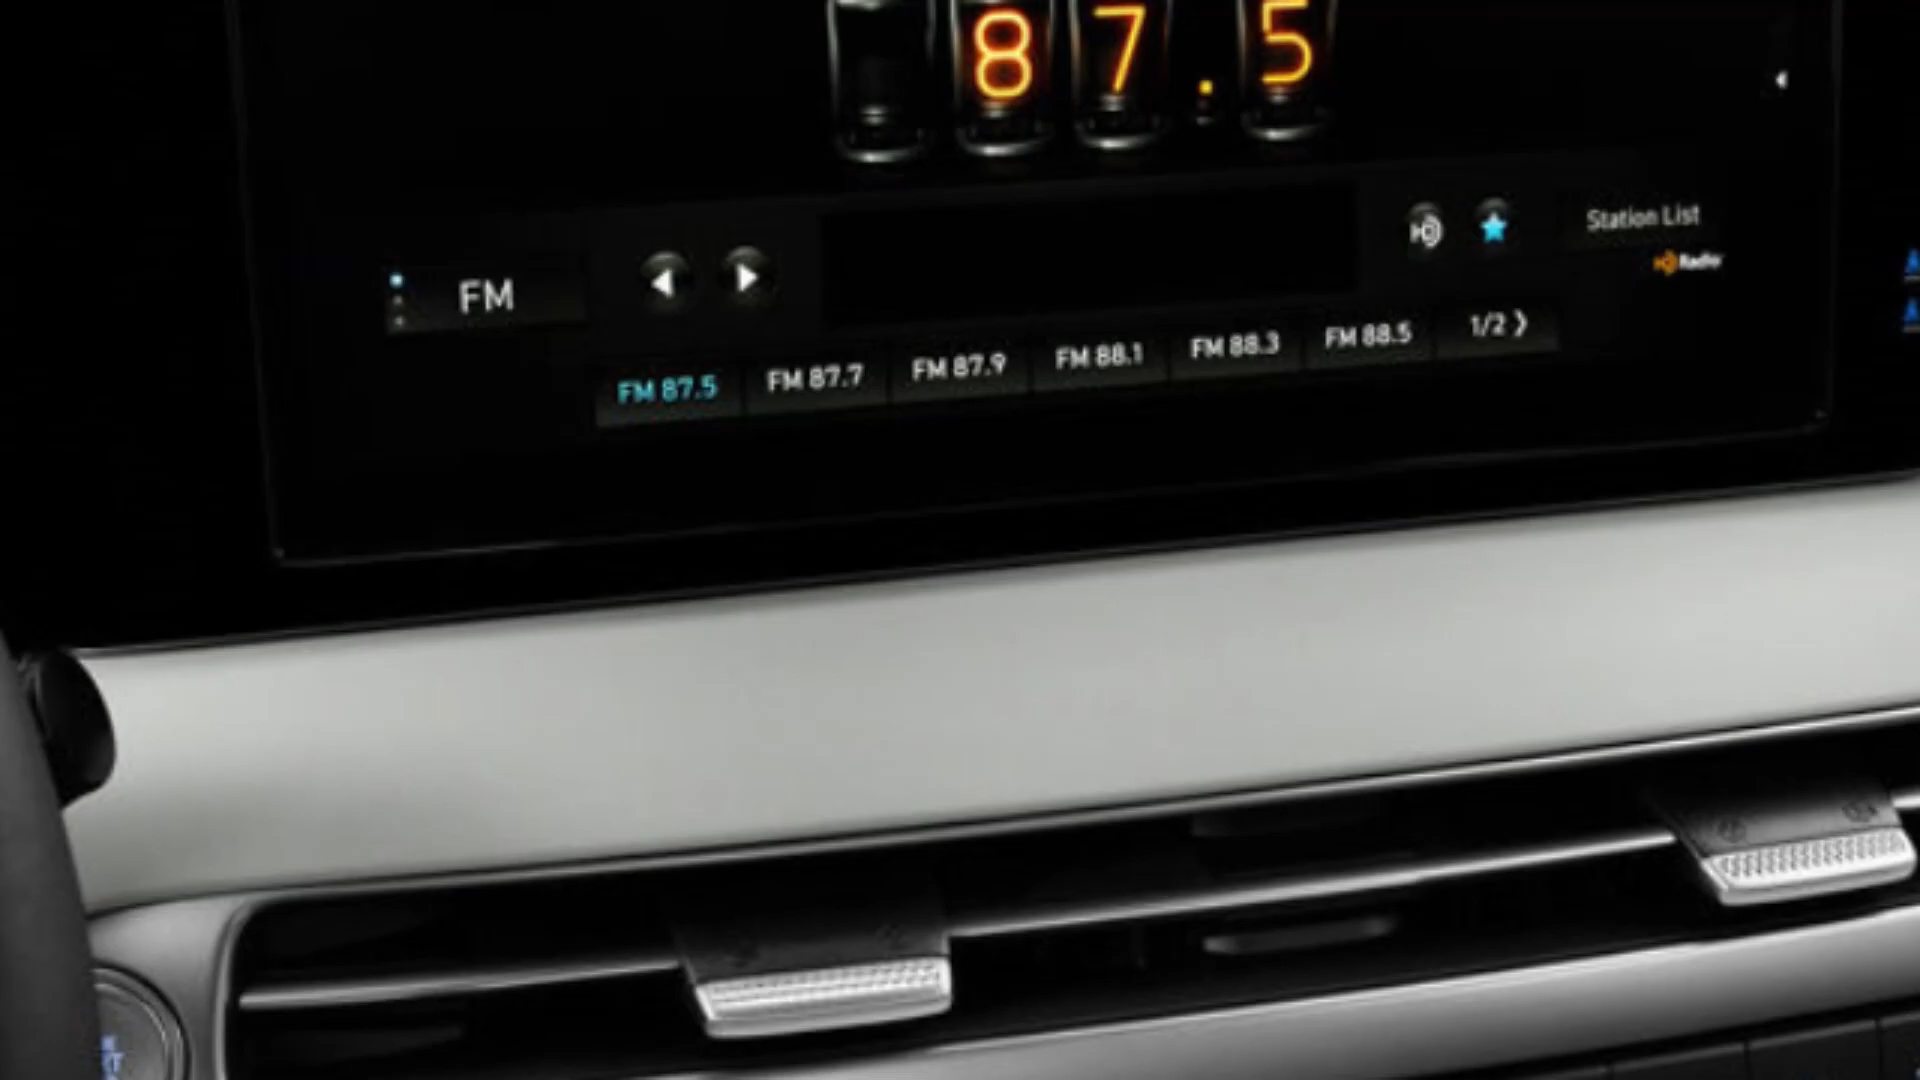 87.5
FM
Station List
HD Radio
FM 87.5 FM 87.7 FM 87.9 FM 88.1 FM 88.3 FM 88.5 1/2 >